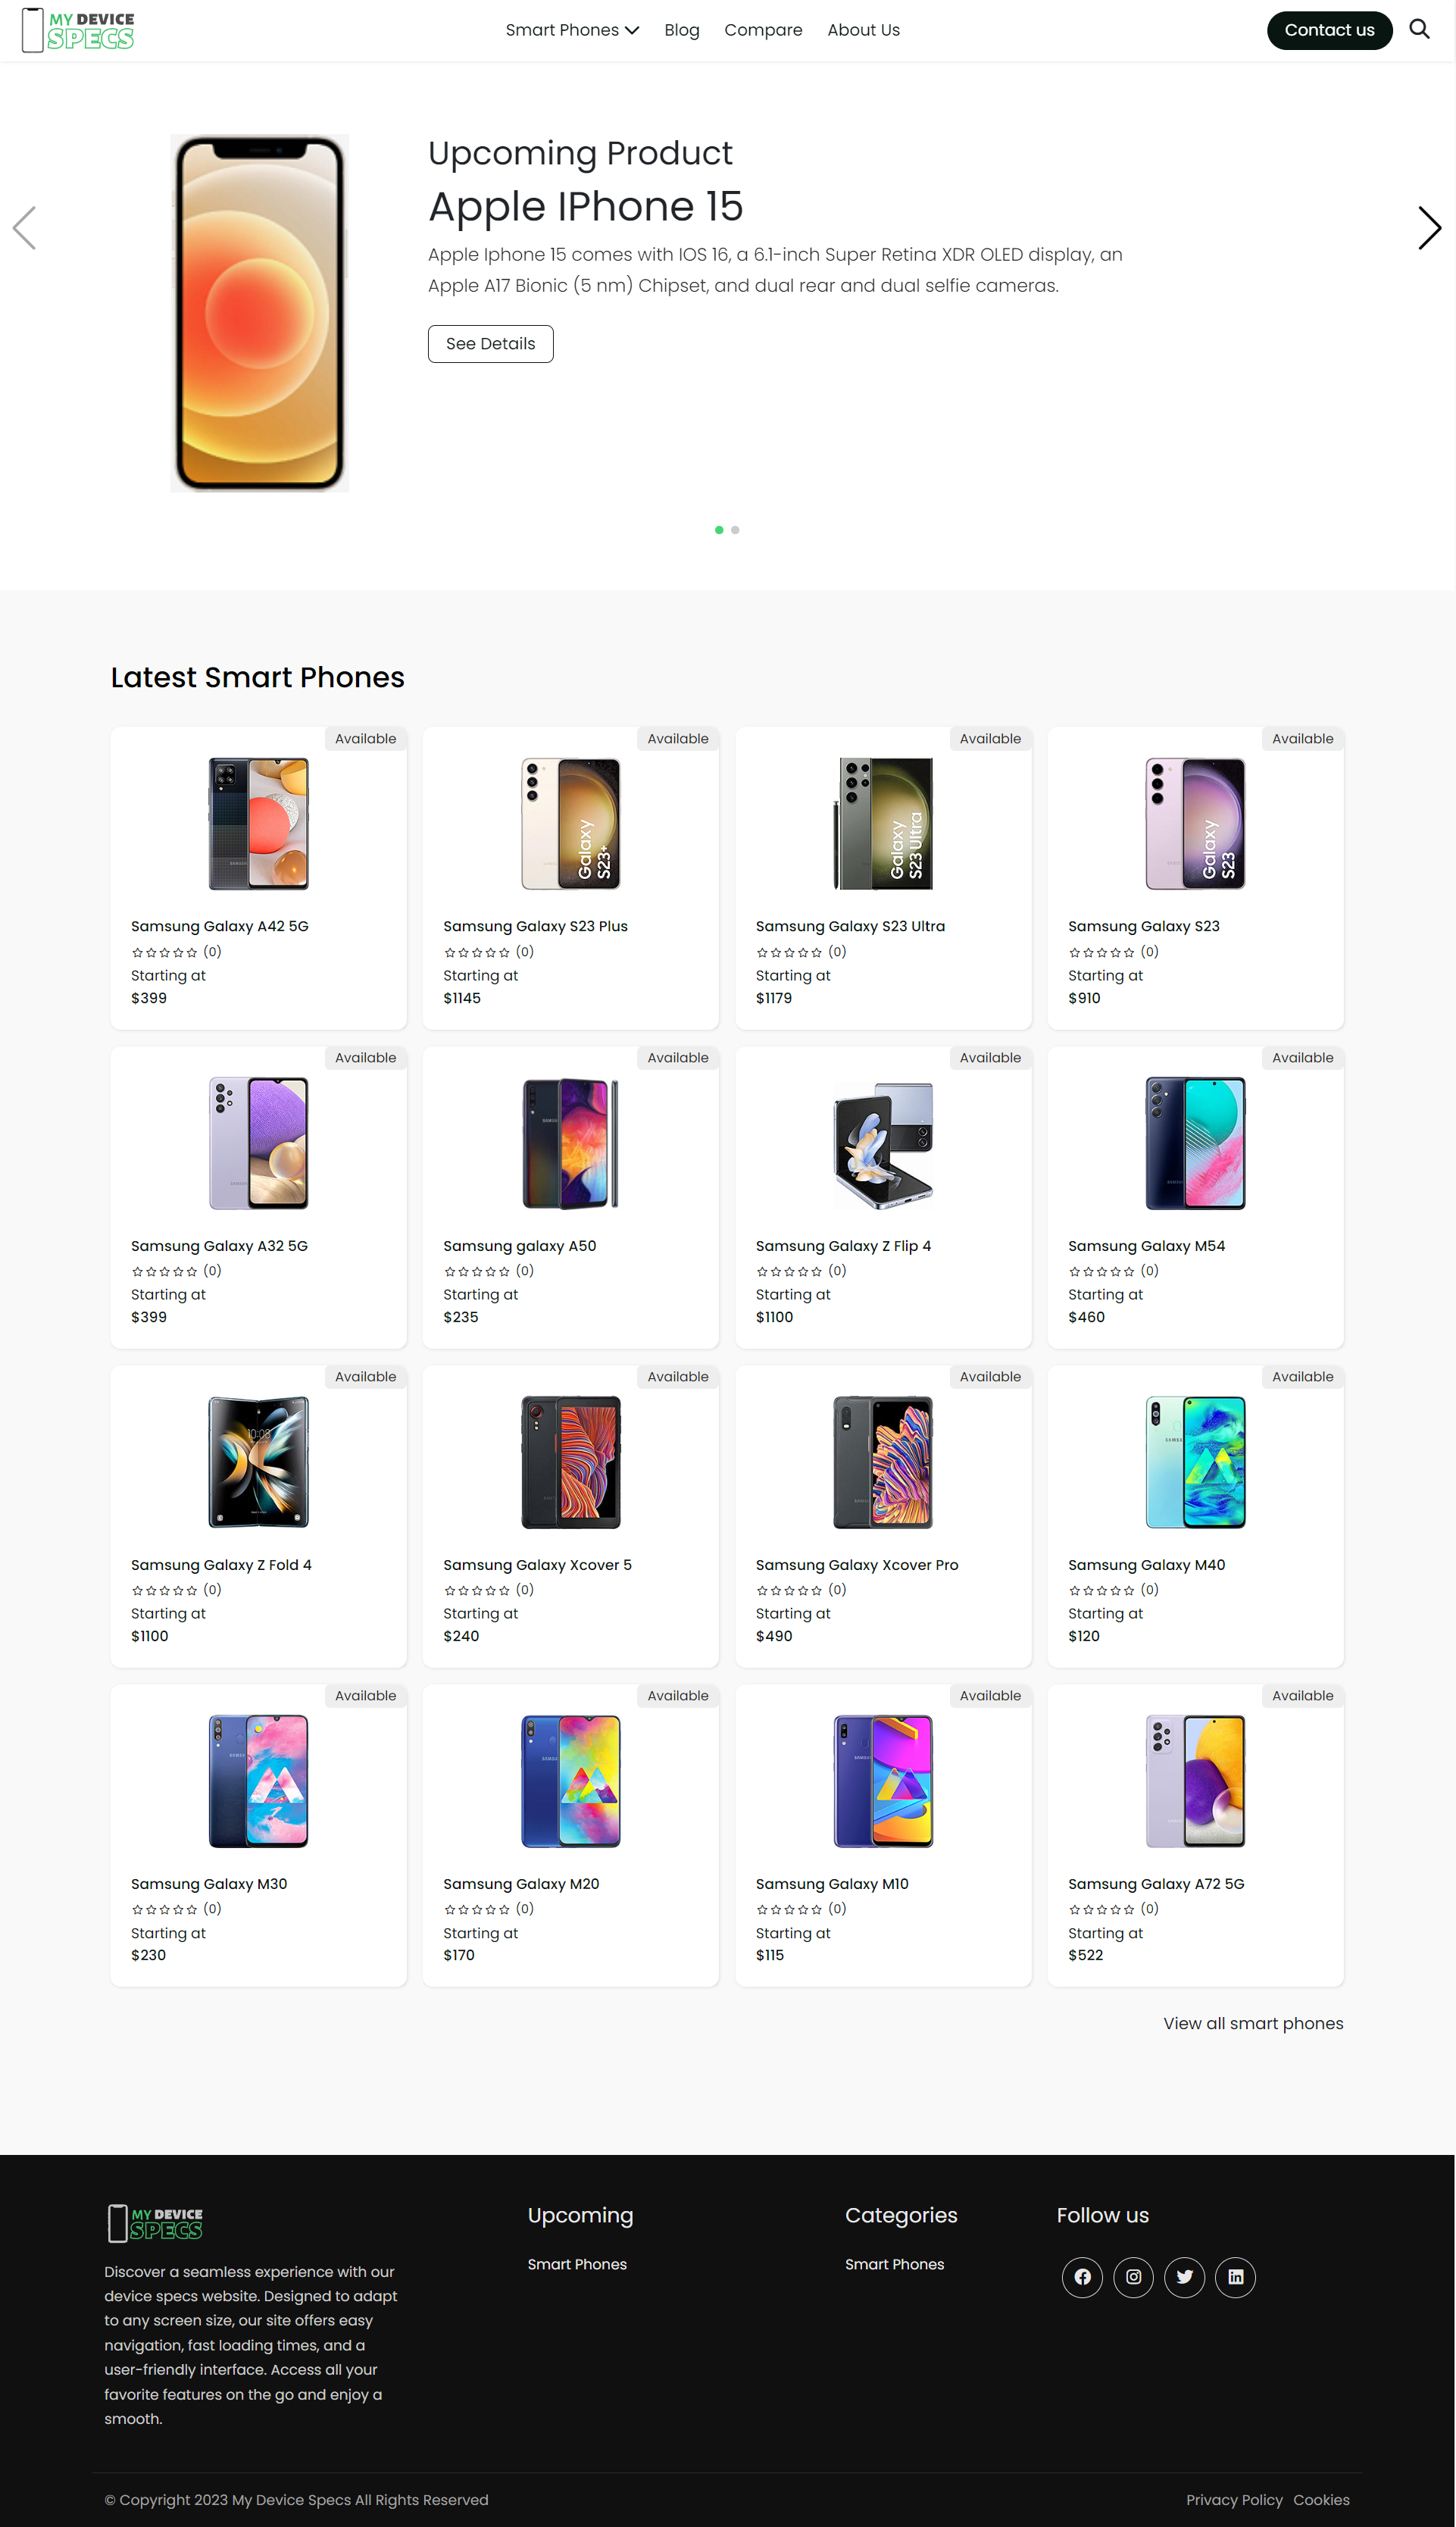 MY DEVICE
SPECS
Smart Phones
Blog
Compare
About Us
Contact us
Upcoming Product
Apple IPhone 15
Apple Iphone 15 comes with IOS 16, a 6.1-inch Super Retina XDR OLED display, an
Apple A17 Bionic (5 nm) Chipset, and dual rear and dual selfie cameras.
See Details
Latest Smart Phones
Available
Samsung Galaxy A42 5G
(0)
Starting at
$399
Available
Galaxy
S23+
Samsung Galaxy S23 Plus
(0)
Starting at
$1145
Available
Galaxy
S23 Ultra
Samsung Galaxy S23 Ultra
(0)
Starting at
$1179
Available
Galaxy
S23
Samsung Galaxy S23
(0)
Starting at
$910
Available
Samsung Galaxy A32 5G
(0)
Starting at
$399
Available
Samsung galaxy A50
(0)
Starting at
$235
Available
Samsung Galaxy Z Flip 4
(0)
Starting at
$1100
Available
Samsung Galaxy M54
(0)
Starting at
$460
Available
Samsung Galaxy Z Fold 4
(0)
Starting at
$1100
Available
Samsung Galaxy Xcover 5
(0)
Starting at
$240
Available
Samsung Galaxy Xcover Pro
(0)
Starting at
$490
Available
Samsung Galaxy M40
(0)
Starting at
$120
Available
Samsung Galaxy M30
(0)
Starting at
$230
Available
Samsung Galaxy M20
(0)
Starting at
$170
Available
Samsung Galaxy M10
(0)
Starting at
$115
Available
Samsung Galaxy A72 5G
(0)
Starting at
$522
View all smart phones
MY DEVICE
SPECS
Discover a seamless experience with our
device specs website. Designed to adapt
to any screen size, our site offers easy
navigation, fast loading times, and a
user-friendly interface. Access all your
favorite features on the go and enjoy a
smooth.
Upcoming
Smart Phones
Categories
Smart Phones
Follow us
© Copyright 2023 My Device Specs All Rights Reserved
Privacy Policy
Cookies